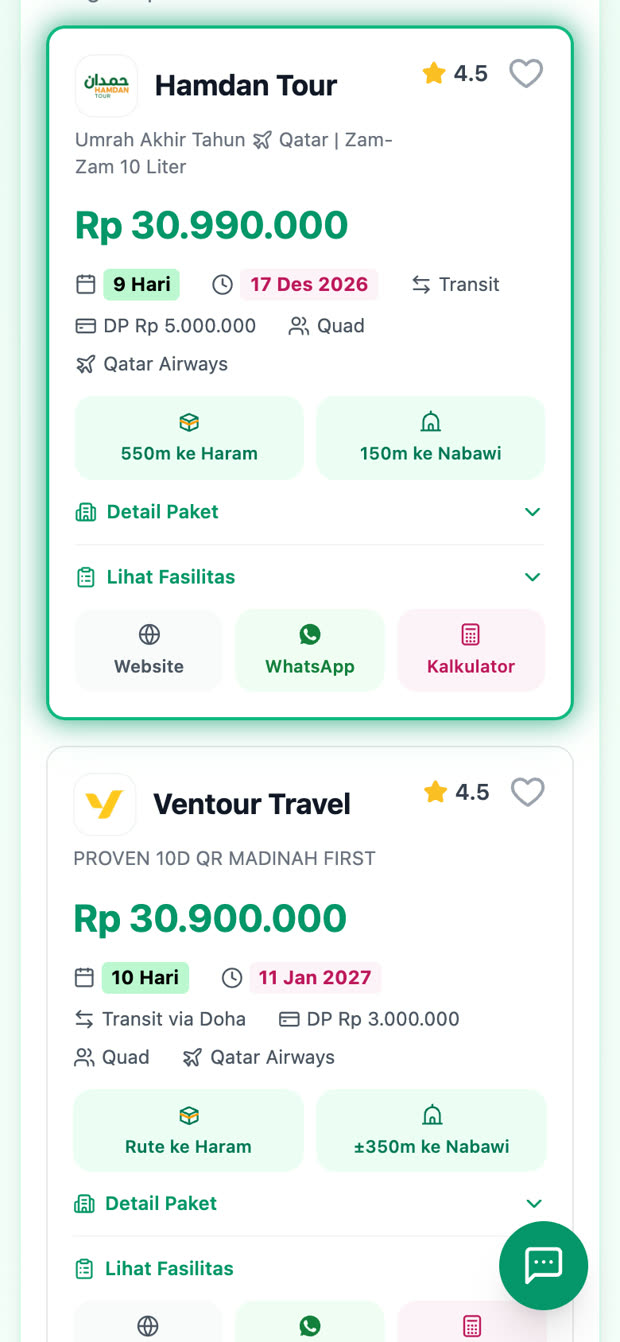 حمدان
HAMDAN
TOUR
Hamdan Tour
4.5
Umrah Akhir Tahun Qatar | Zam-
Zam 10 Liter
Rp 30.990.000
9 Hari
17 Des 2026
Transit
DP Rp 5.000.000
Quad
Qatar Airways
550m ke Haram
150m ke Nabawi
Detail Paket
Lihat Fasilitas
Website
WhatsApp
Kalkulator
Ventour Travel
4.5
PROVEN 10D QR MADINAH FIRST
Rp 30.900.000
10 Hari
11 Jan 2027
Transit via Doha
DP Rp 3.000.000
Quad
Qatar Airways
Rute ke Haram
±350m ke Nabawi
Detail Paket
Lihat Fasilitas